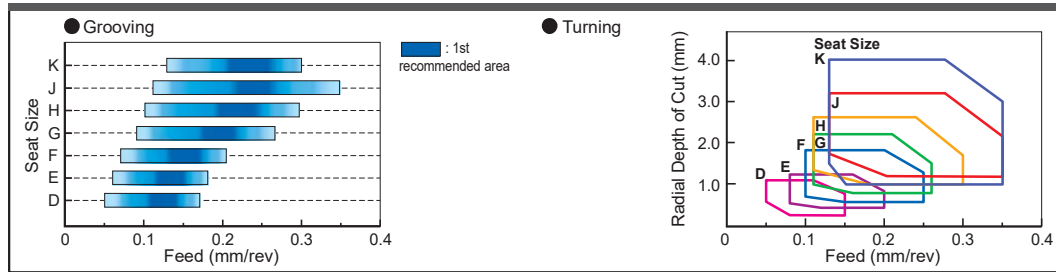 Grooving
: 1st
recommended area
Seat Size
K
J
H
G
F
E
D
0 0.1 0.2 0.3 0.4
Feed (mm/rev)
Turning
Radial Depth of Cut (mm)
4.0
3.0
2.0
1.0
Seat Size
K
J
H
G
F
E
D
0 0.1 0.2 0.3 0.4
Feed (mm/rev)